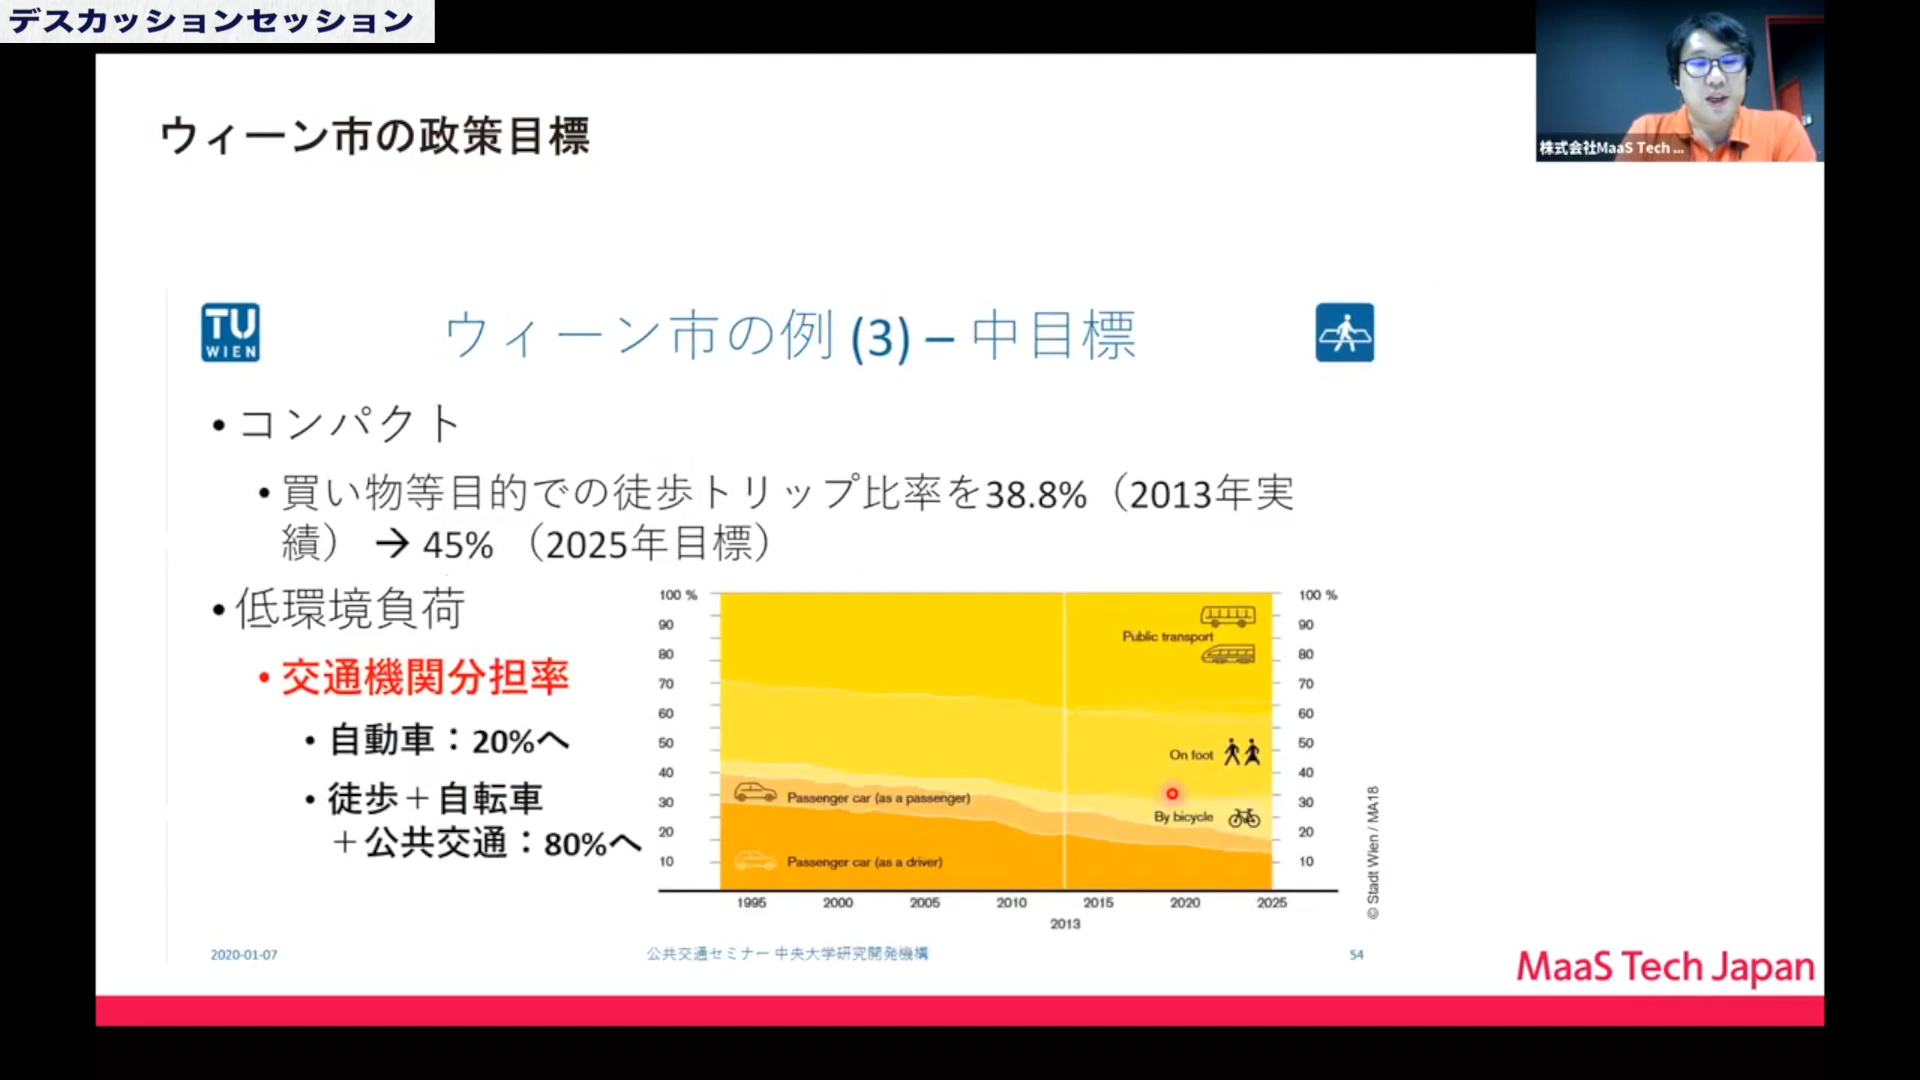 デスカッションセッション
株式会社MaaS Tech ...
ウィーン市の政策目標
TU
WIEN
ウィーン市の例 (3) – 中目標
• コンパクト
• 買い物等目的での徒歩トリップ比率を38.8%（2013年実
績） → 45% （2025年目標）
• 低環境負荷
• 交通機関分担率
• 自動車：20%へ
• 徒歩＋自転車
＋公共交通：80%へ
100 %
90
80
70
60
50
40
30
20
10
Public transport
On foot
By bicycle
Passenger car (as a passenger)
Passenger car (as a driver)
100 %
90
80
70
60
50
40
30
20
10
1995 2000 2005 2010 2015 2020 2025
2013
© Stadt Wien / MA18
2020-01-07
公共交通セミナー 中央大学研究開発機構
54
MaaS Tech Japan